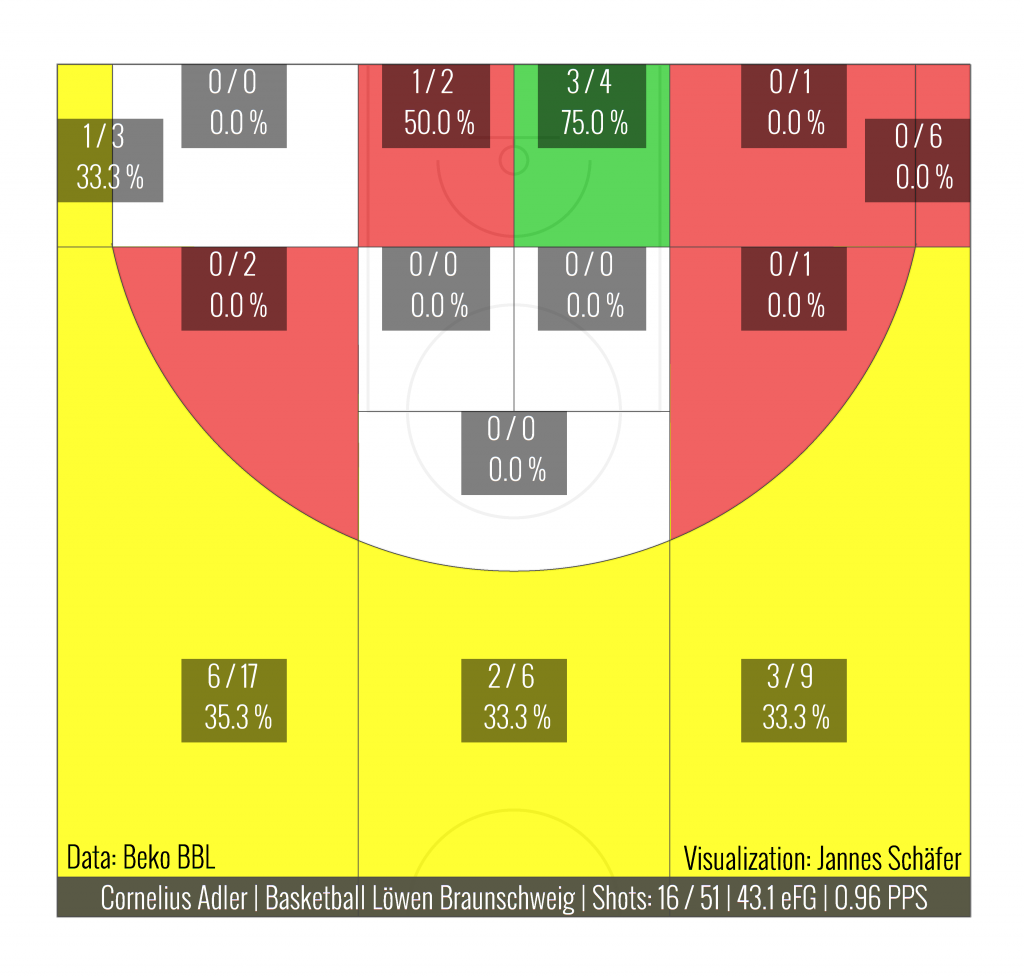 0 / 0
0.0 %
1 / 2
50.0 %
3 / 4
75.0 %
0 / 1
0.0 %
1 / 3
33.3 %
0 / 6
0.0 %
0 / 2
0.0 %
0 / 0
0.0 %
0 / 0
0.0 %
0 / 1
0.0 %
0 / 0
0.0 %
6 / 17
35.3 %
2 / 6
33.3 %
3 / 9
33.3 %
Data: Beko BBL
Visualization: Jannes Schäfer
Cornelius Adler | Basketball Löwen Braunschweig | Shots: 16 / 51 | 43.1 eFG | 0.96 PPS